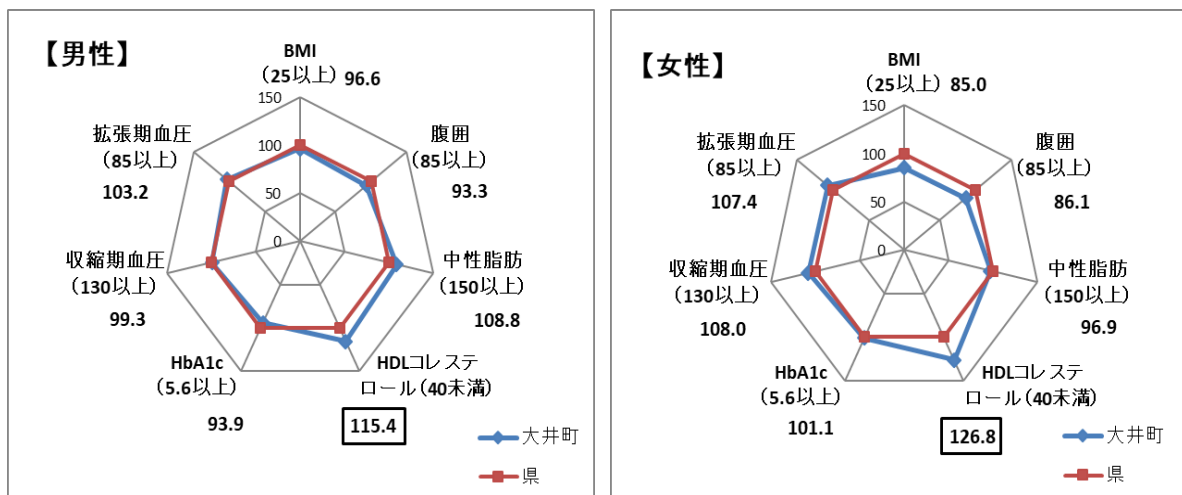 【男性】
BMI
（25以上）
96.6
150
100
50
0
腹囲
（85以上）
93.3
中性脂肪
（150以上）
108.8
HDLコレステ
ロール（40未満）
115.4
HbA1c
（5.6以上）
93.9
収縮期血圧
（130以上）
99.3
拡張期血圧
（85以上）
103.2
大井町
県
【女性】
BMI
（25以上）
85.0
150
100
50
0
腹囲
（85以上）
86.1
中性脂肪
（150以上）
96.9
HDLコレステ
ロール（40未満）
126.8
HbA1c
（5.6以上）
101.1
収縮期血圧
（130以上）
108.0
拡張期血圧
（85以上）
107.4
大井町
県